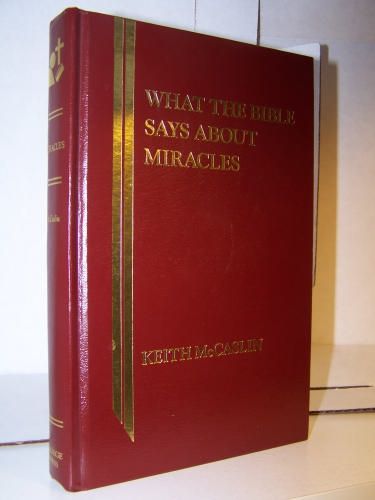 WHAT THE BIBLE
SAYS ABOUT
MIRACLES
KEITH McCASLIN